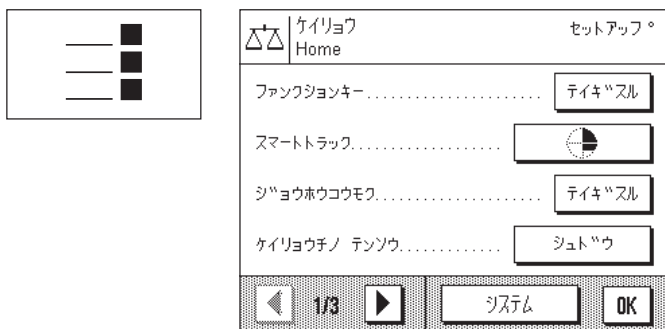 ケイリョウ
Home
セットアップ°
ファンクションキー...................... テイギ"スル
スマートトラック...................
ジ"ョウホウコウモク..................... テイギ"スル
ケイリョウチノ テンソウ............. シュト"ウ
1/3 システム OK